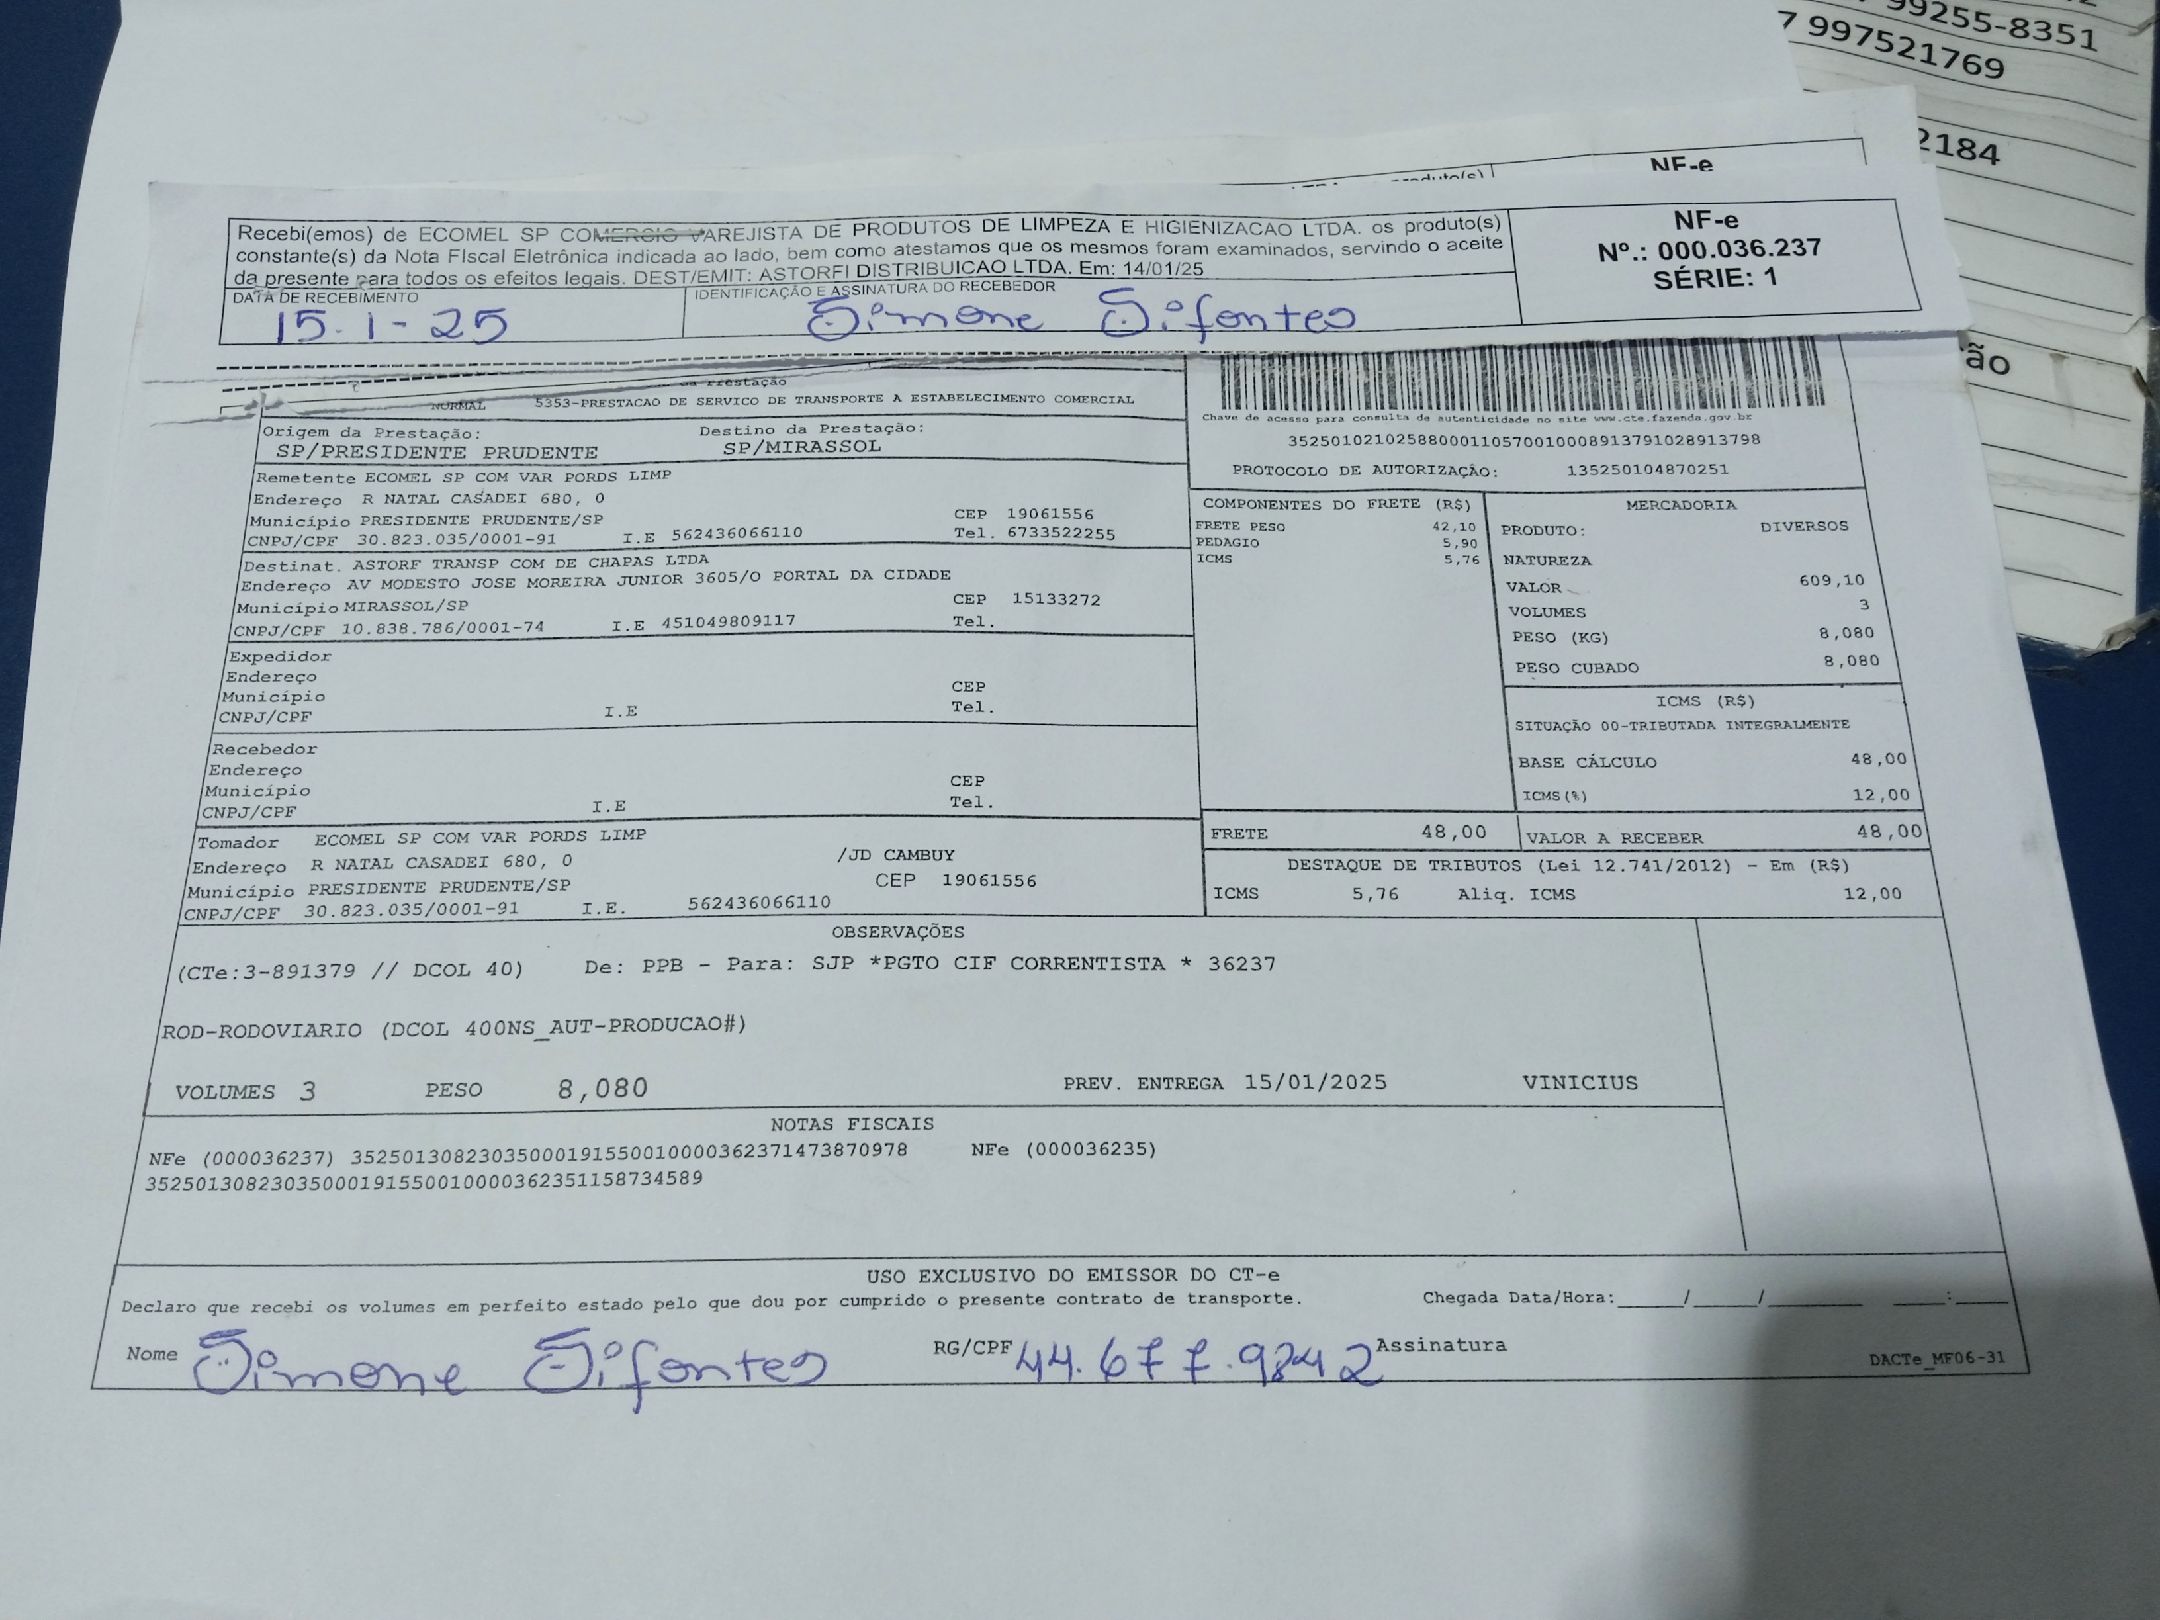 99255-8351
7 997521769
2184
ão
NF-e
Recebi(emos) de ECOMEL SP COMERCIO VAREJISTA DE PRODUTOS DE LIMPEZA E HIGIENIZACAO LTDA. os produto(s)
constante(s) da Nota FIscal Eletrônica indicada ao lado, bem como atestamos que os mesmos foram examinados, servindo o aceite
da presente para todos os efeitos legais. DEST/EMIT: ASTORFI DISTRIBUICAO LTDA. Em: 14/01/25
NF-e
Nº.: 000.036.237
SÉRIE: 1
DATA DE RECEBIMENTO
15.1-25
IDENTIFICAÇÃO E ASSINATURA DO RECEBEDOR
Simone Sifontes
Prestação
NORMAL 5353-PRESTACAO DE SERVICO DE TRANSPORTE A ESTABELECIMENTO COMERCIAL
Origem da Prestação: Destino da Prestação:
SP/PRESIDENTE PRUDENTE SP/MIRASSOL
Remetente ECOMEL SP COM VAR PORDS LIMP
Endereço R NATAL CASADEI 680, 0
Município PRESIDENTE PRUDENTE/SP CEP 19061556
CNPJ/CPF 30.823.035/0001-91 I.E 562436066110 Tel. 6733522255
Destinat. ASTORF TRANSP COM DE CHAPAS LTDA
Endereço AV MODESTO JOSE MOREIRA JUNIOR 3605/O PORTAL DA CIDADE
Município MIRASSOL/SP CEP 15133272
CNPJ/CPF 10.838.786/0001-74 I.E 451049809117 Tel.
Expedidor
Endereço
Município CEP
CNPJ/CPF I.E Tel.
Recebedor
Endereço
Município CEP
CNPJ/CPF I.E Tel.
Tomador ECOMEL SP COM VAR PORDS LIMP
Endereço R NATAL CASADEI 680, 0 /JD CAMBUY
Município PRESIDENTE PRUDENTE/SP CEP 19061556
CNPJ/CPF 30.823.035/0001-91 I.E. 562436066110
Chave de acesso para consulta de autenticidade no site www.cte.fazenda.gov.br
35250102102588000110570010008913791028913798
PROTOCOLO DE AUTORIZAÇÃO: 135250104870251
COMPONENTES DO FRETE (R$)
FRETE PESO 42,10
PEDAGIO 5,90
ICMS 5,76
MERCADORIA
PRODUTO: DIVERSOS
NATUREZA
VALOR 609,10
VOLUMES 3
PESO (KG) 8,080
PESO CUBADO 8,080
ICMS (R$)
SITUAÇÃO 00-TRIBUTADA INTEGRALMENTE
BASE CÁLCULO 48,00
ICMS(%) 12,00
FRETE 48,00 VALOR A RECEBER 48,00
DESTAQUE DE TRIBUTOS (Lei 12.741/2012) - Em (R$)
ICMS 5,76 Aliq. ICMS 12,00
OBSERVAÇÕES
(CTe:3-891379 // DCOL 40) De: PPB - Para: SJP *PGTO CIF CORRENTISTA * 36237
ROD-RODOVIARIO (DCOL 400NS_AUT-PRODUCAO#)
VOLUMES 3 PESO 8,080 PREV. ENTREGA 15/01/2025 VINICIUS
NOTAS FISCAIS
NFe (000036237) 35250130823035000191550010000362371473870978 NFe (000036235)
35250130823035000191550010000362351158734589
USO EXCLUSIVO DO EMISSOR DO CT-e
Declaro que recebi os volumes em perfeito estado pelo que dou por cumprido o presente contrato de transporte. Chegada Data/Hora:_____/_____/________ ____:____
Nome Simone Sifontes RG/CPF 44.677.9842 Assinatura
DACTe_MF06-31